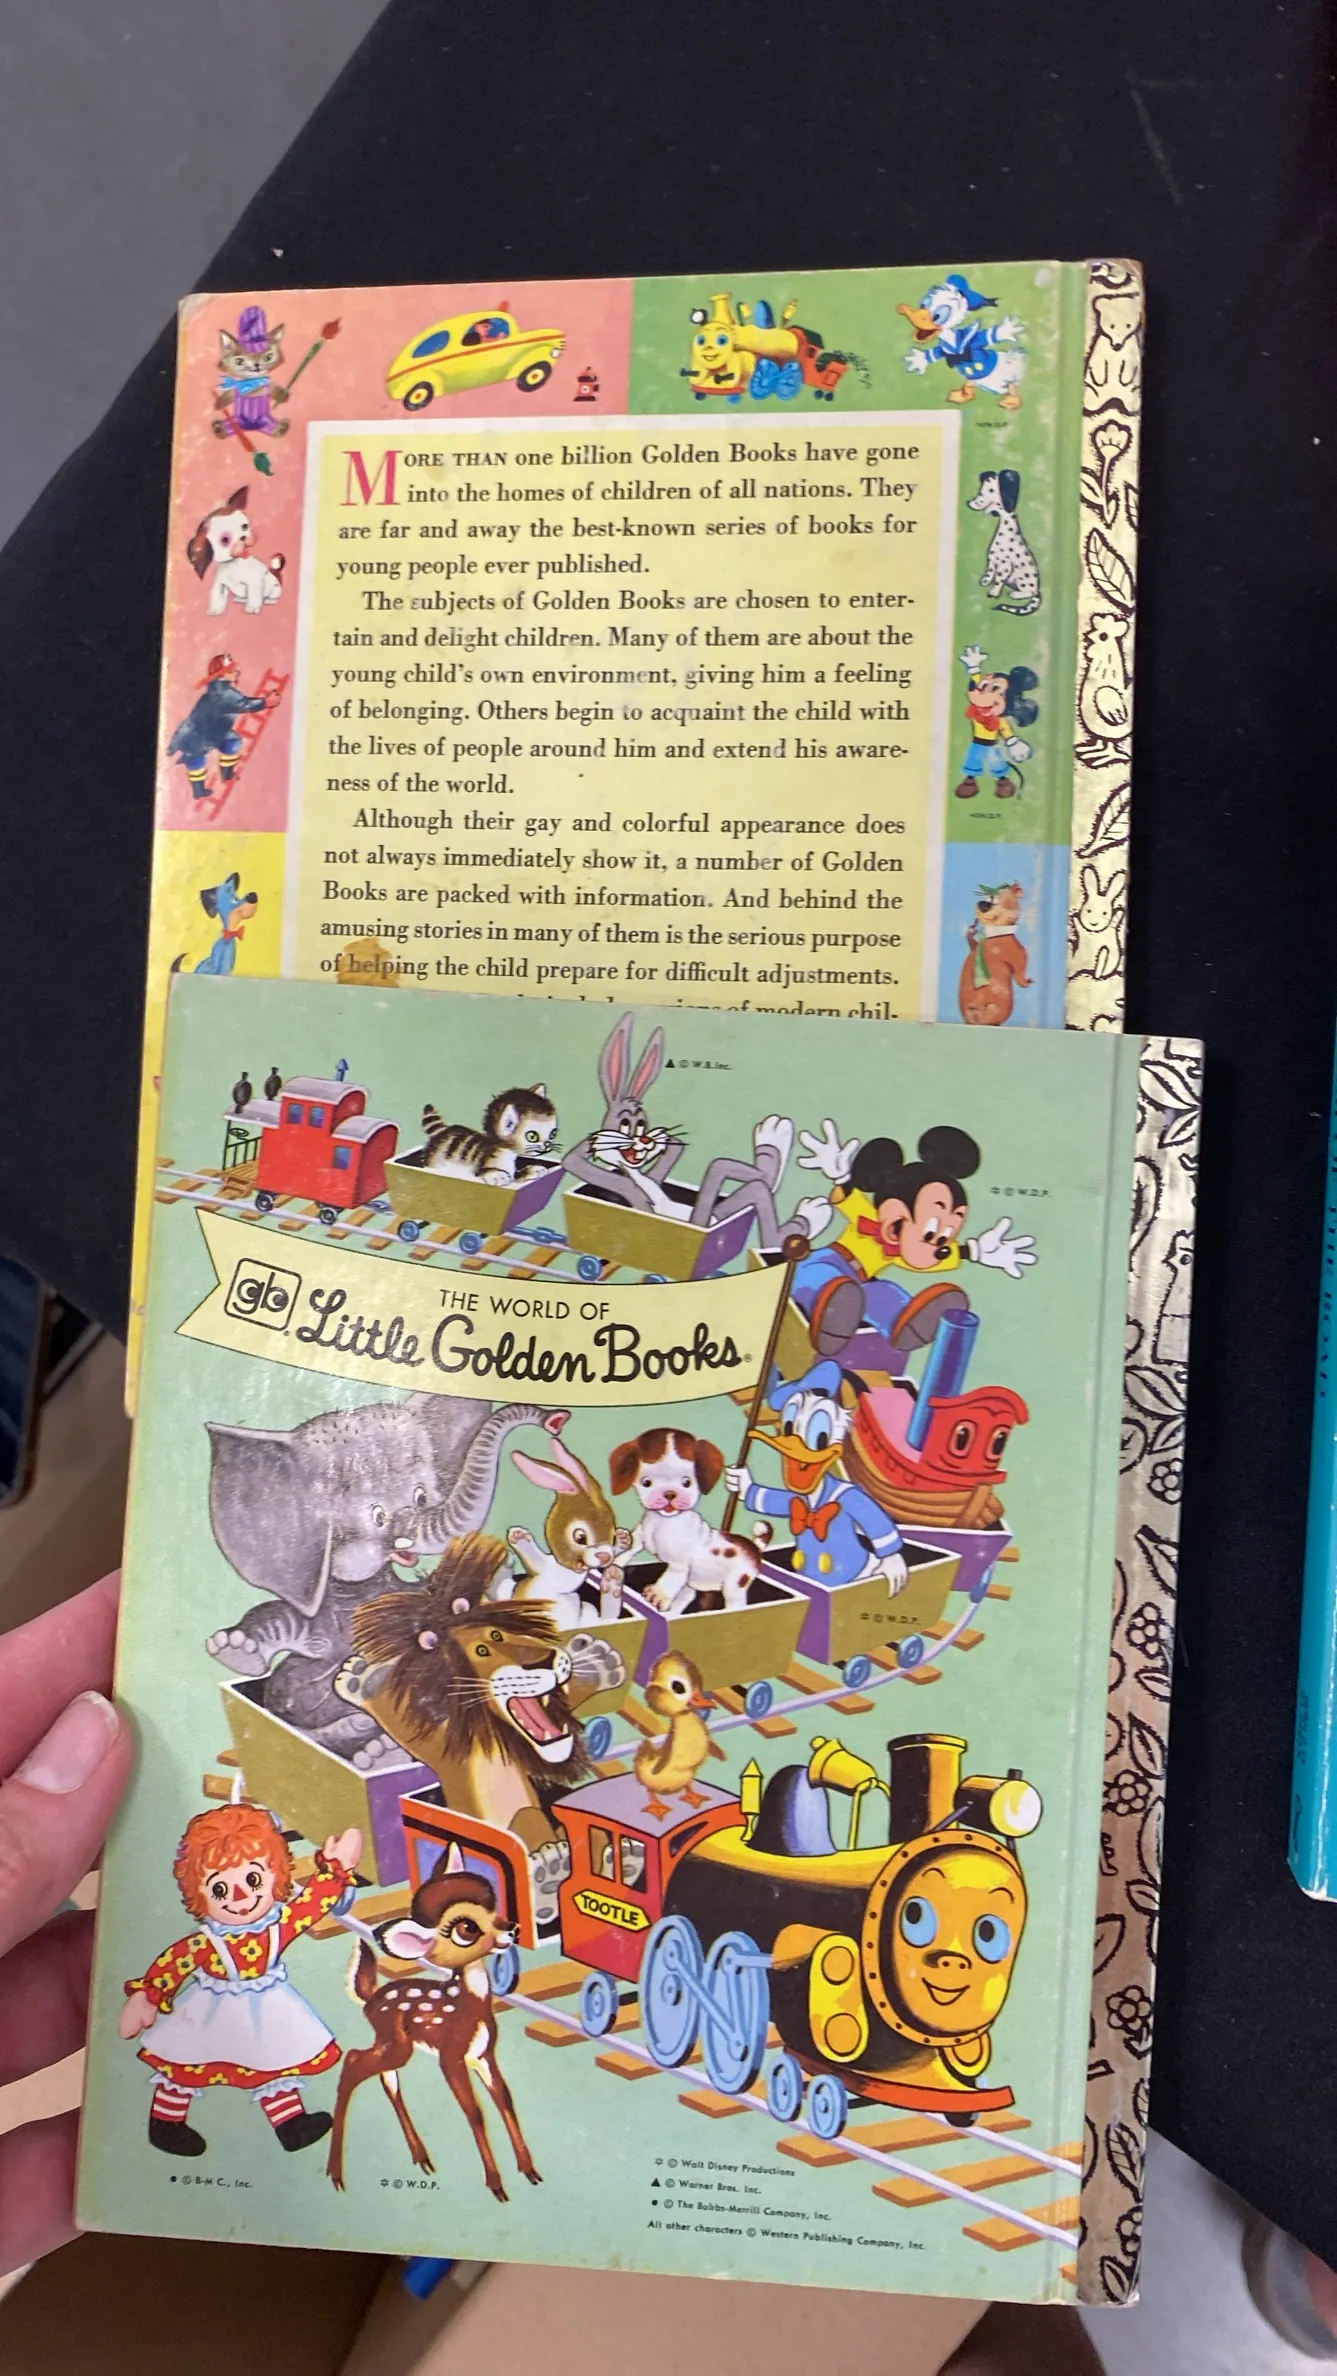 MORE THAN one billion Golden Books have gone
into the homes of children of all nations. They
are far and away the best-known series of books for
young people ever published.
The subjects of Golden Books are chosen to enter-
tain and delight children. Many of them are about the
young child's own environment, giving him a feeling
of belonging. Others begin to acquaint the child with
the lives of people around him and extend his aware-
ness of the world.
Although their gay and colorful appearance does
not always immediately show it, a number of Golden
Books are packed with information. And behind the
amusing stories in many of them is the serious purpose
of helping the child prepare for difficult adjustments.
of modern chil-
▲ © W.B. Inc.
✲ © W.D.P.
gb
THE WORLD OF
Little Golden Books®
✲ © W.D.P.
TOOTLE
• © B-M C., Inc.
✲ © W.D.P.
✲ © Walt Disney Productions
▲ © Warner Bros. Inc.
• © The Bobbs-Merrill Company, Inc.
All other characters © Western Publishing Company, Inc.